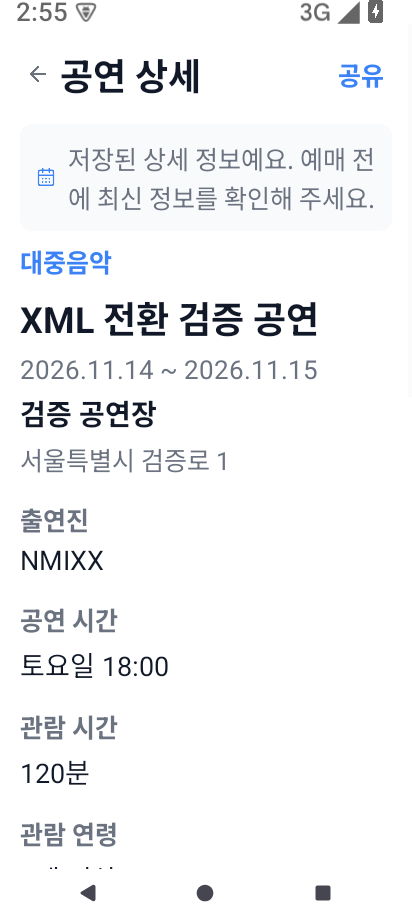 2:55
3G
공연 상세
공유
저장된 상세 정보예요. 예매 전
에 최신 정보를 확인해 주세요.
대중음악
XML 전환 검증 공연
2026.11.14 ~ 2026.11.15
검증 공연장
서울특별시 검증로 1
출연진
NMIXX
공연 시간
토요일 18:00
관람 시간
120분
관람 연령